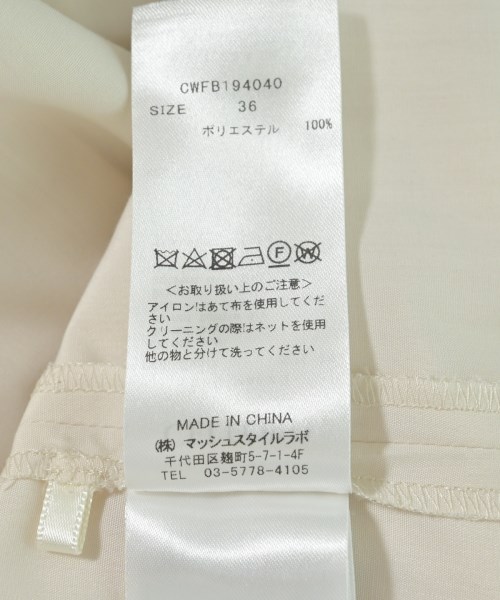 CWFB194040
SIZE 36
ポリエステル 100%
F W
<お取り扱い上のご注意>
アイロンはあて布を使用してくだ
さい
クリーニングの際はネットを使用
してください
他の物と分けて洗ってください
MADE IN CHINA
(株)マッシュスタイルラボ
千代田区麹町5-7-1-4F
TEL 03-5778-4105